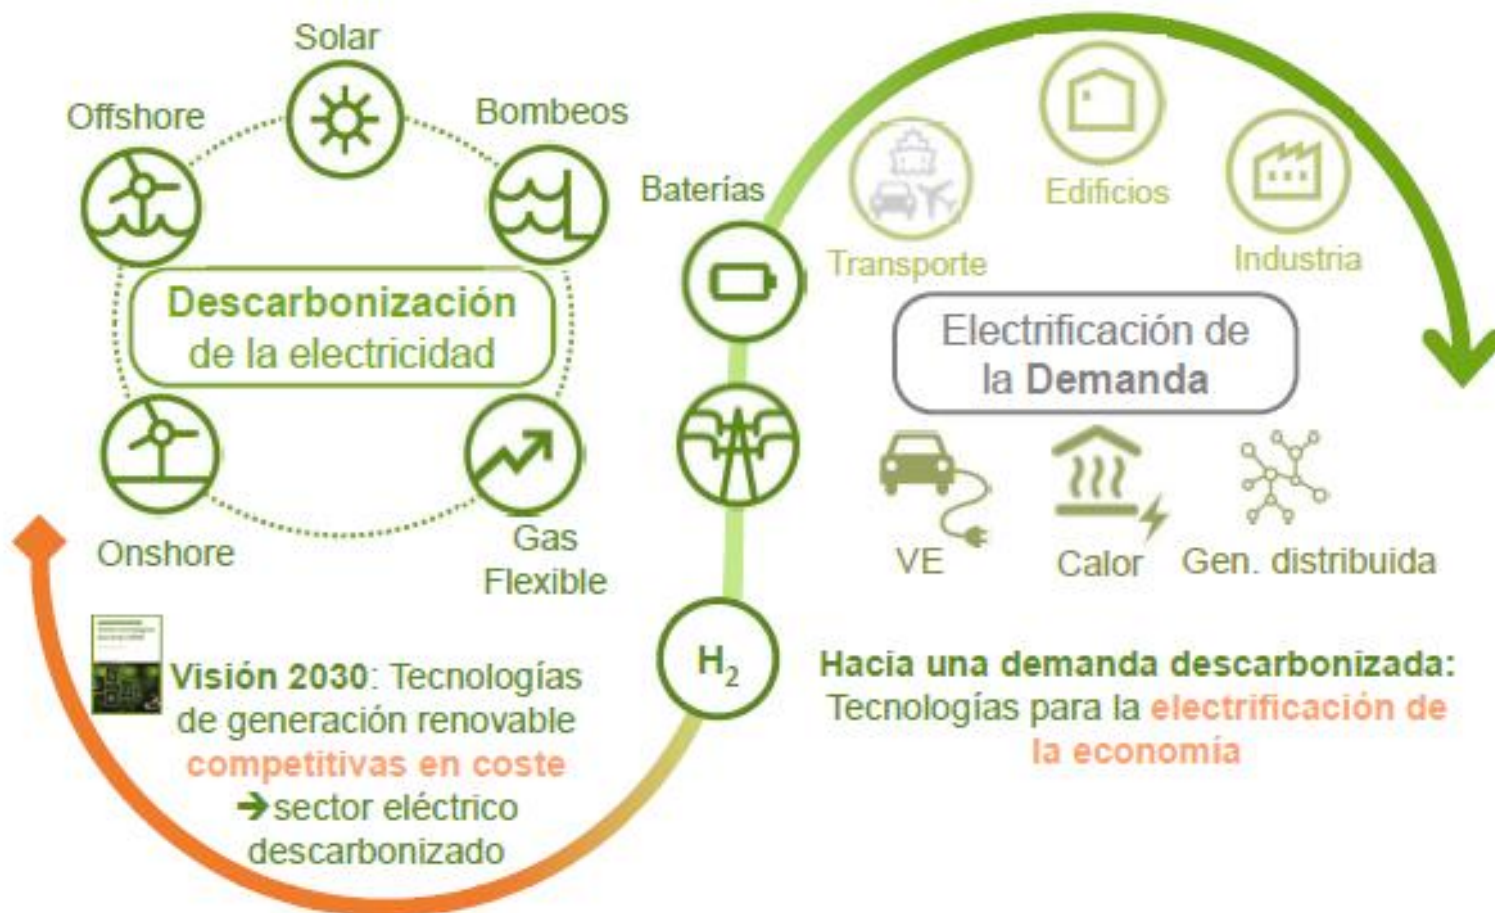 Solar
Offshore
Bombeos
Descarbonización
de la electricidad
Onshore
Gas
Flexible
Visión 2030: Tecnologías
de generación renovable
competitivas en coste
➔ sector eléctrico
descarbonizado
Baterías
H₂
Transporte
Edificios
Industria
Electrificación de
la Demanda
VE
Calor
Gen. distribuida
Hacia una demanda descarbonizada:
Tecnologías para la electrificación de
la economía